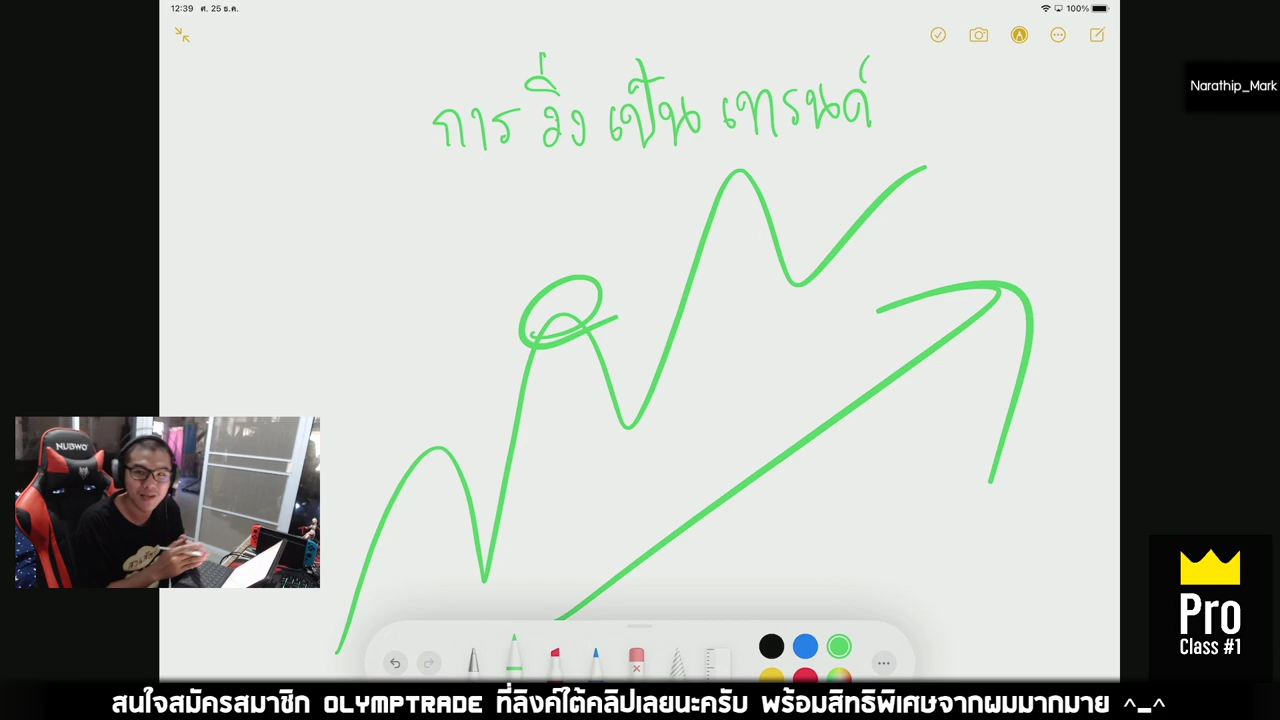 12:39 ศ. 25 ธ.ค.
100%
Narathip_Mark
การ วิ่ง เป็น เทรนด์
NUBWO
Pro
Class #1
สนใจสมัครสมาชิก OLYMPTRADE ที่ลิงค์ใต้คลิปเลยนะครับ พร้อมสิทธิพิเศษจากผมมากมาย ^_^